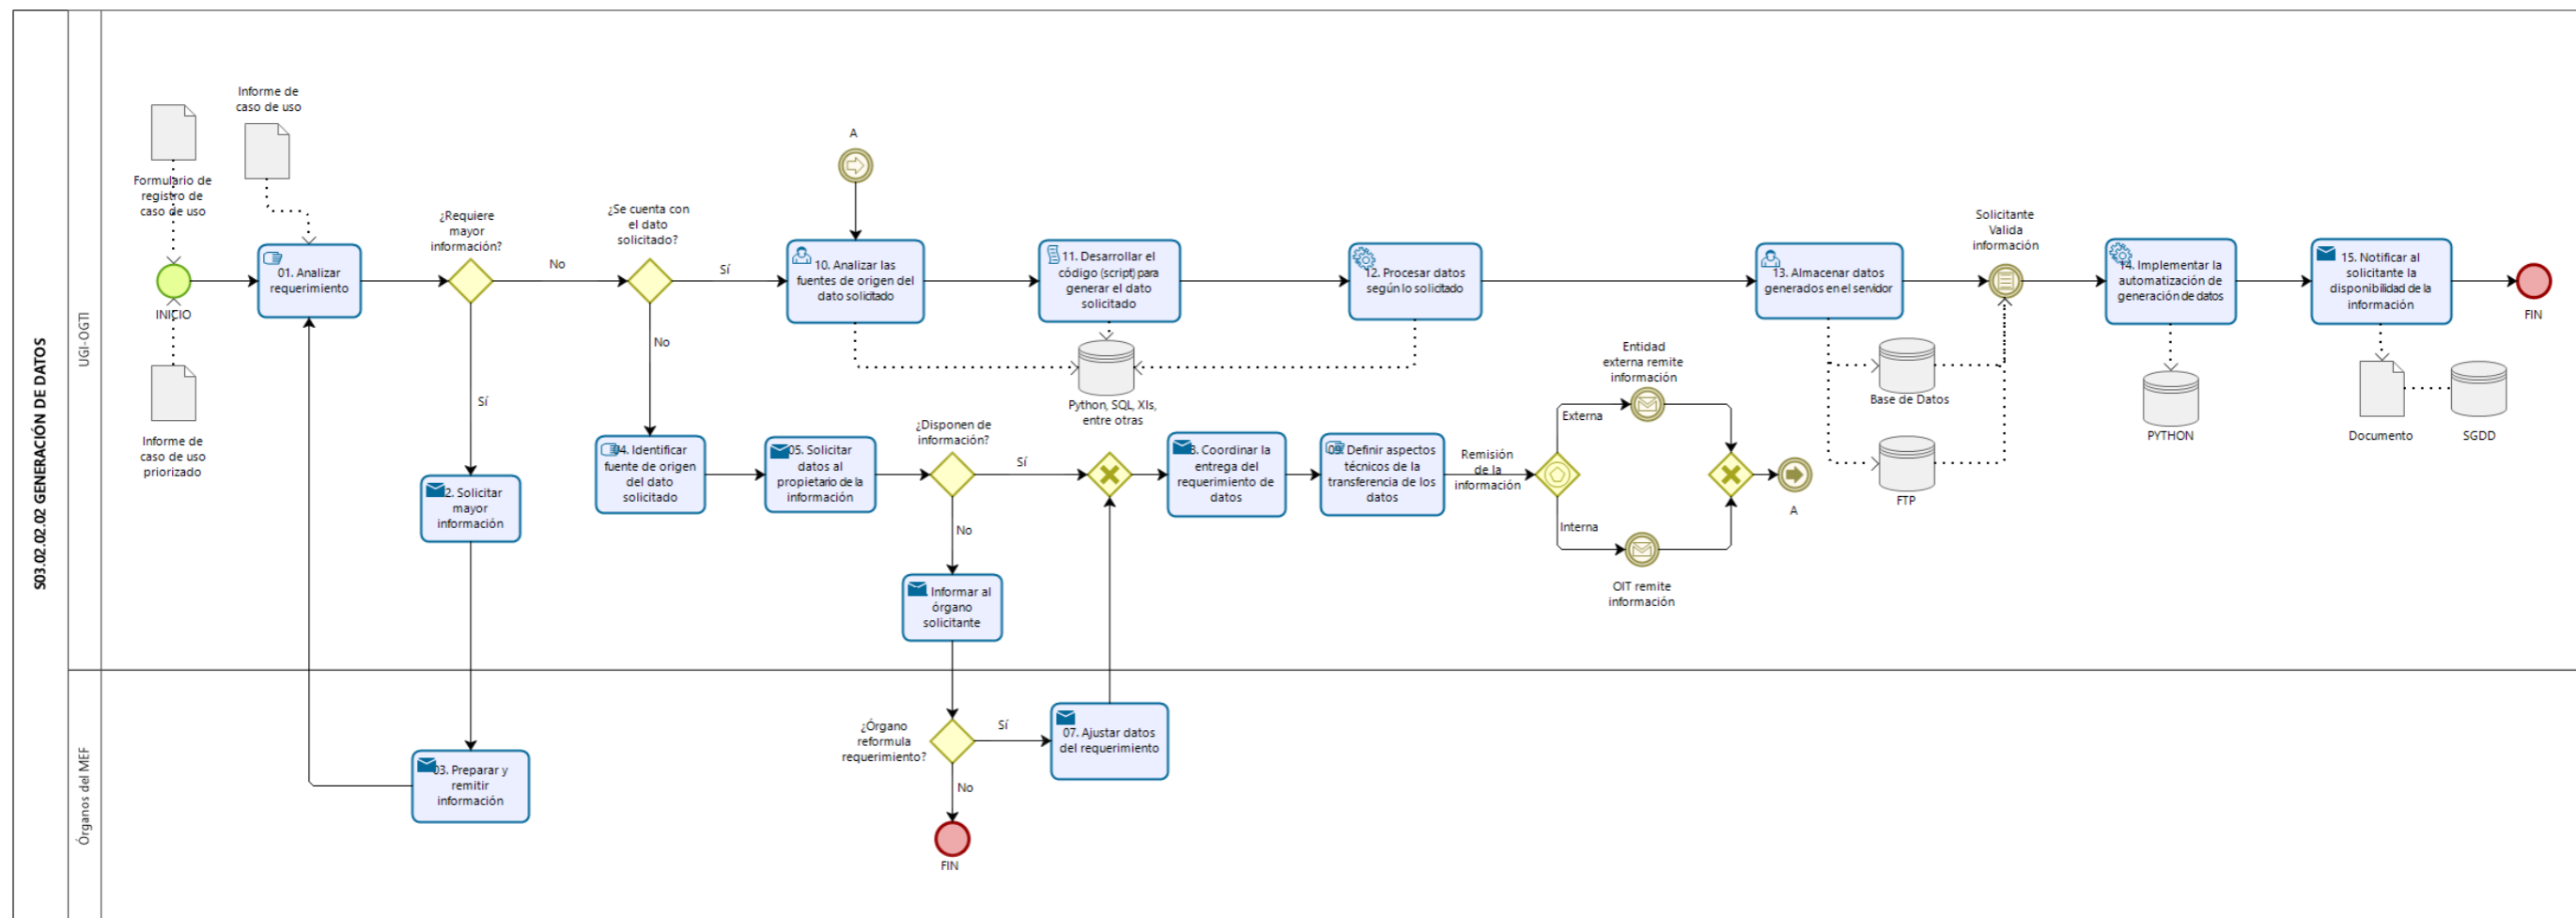 S03.02.02.02 GENERACIÓN DE DATOS
UGI-OGTI
Órganos del MEF
Formulario de
registro de
caso de uso
Informe de
caso de uso
INICIO
Informe de
caso de uso
priorizado
01. Analizar
requerimiento
¿Requiere
mayor
información?
No
Sí
2. Solicitar
mayor
información
03. Preparar y
remitir
información
¿Se cuenta con
el dato
solicitado?
Sí
No
A
10. Analizar las
fuentes de origen del
dato solicitado
11. Desarrollar el
código (script) para
generar el dato
solicitado
12. Procesar datos
según lo solicitado
Python, SQL, Xls,
entre otras
13. Almacenar datos
generados en el servidor
Base de Datos
FTP
Solicitante
Valida
información
14. Implementar la
automatización de
generación de datos
PYTHON
15. Notificar al
solicitante la
disponibilidad de la
información
Documento
SGDD
FIN
04. Identificar
fuente de origen
del dato
solicitado
05. Solicitar
datos al
propietario de la
información
¿Disponen de
información?
Sí
No
Informar al
órgano
solicitante
¿Órgano
reformula
requerimiento?
Sí
No
FIN
07. Ajustar datos
del requerimiento
8. Coordinar la
entrega del
requerimiento de
datos
09. Definir aspectos
técnicos de la
transferencia de los
datos
Remisión
de la
información
Externa
Interna
Entidad
externa remite
información
OIT remite
información
A